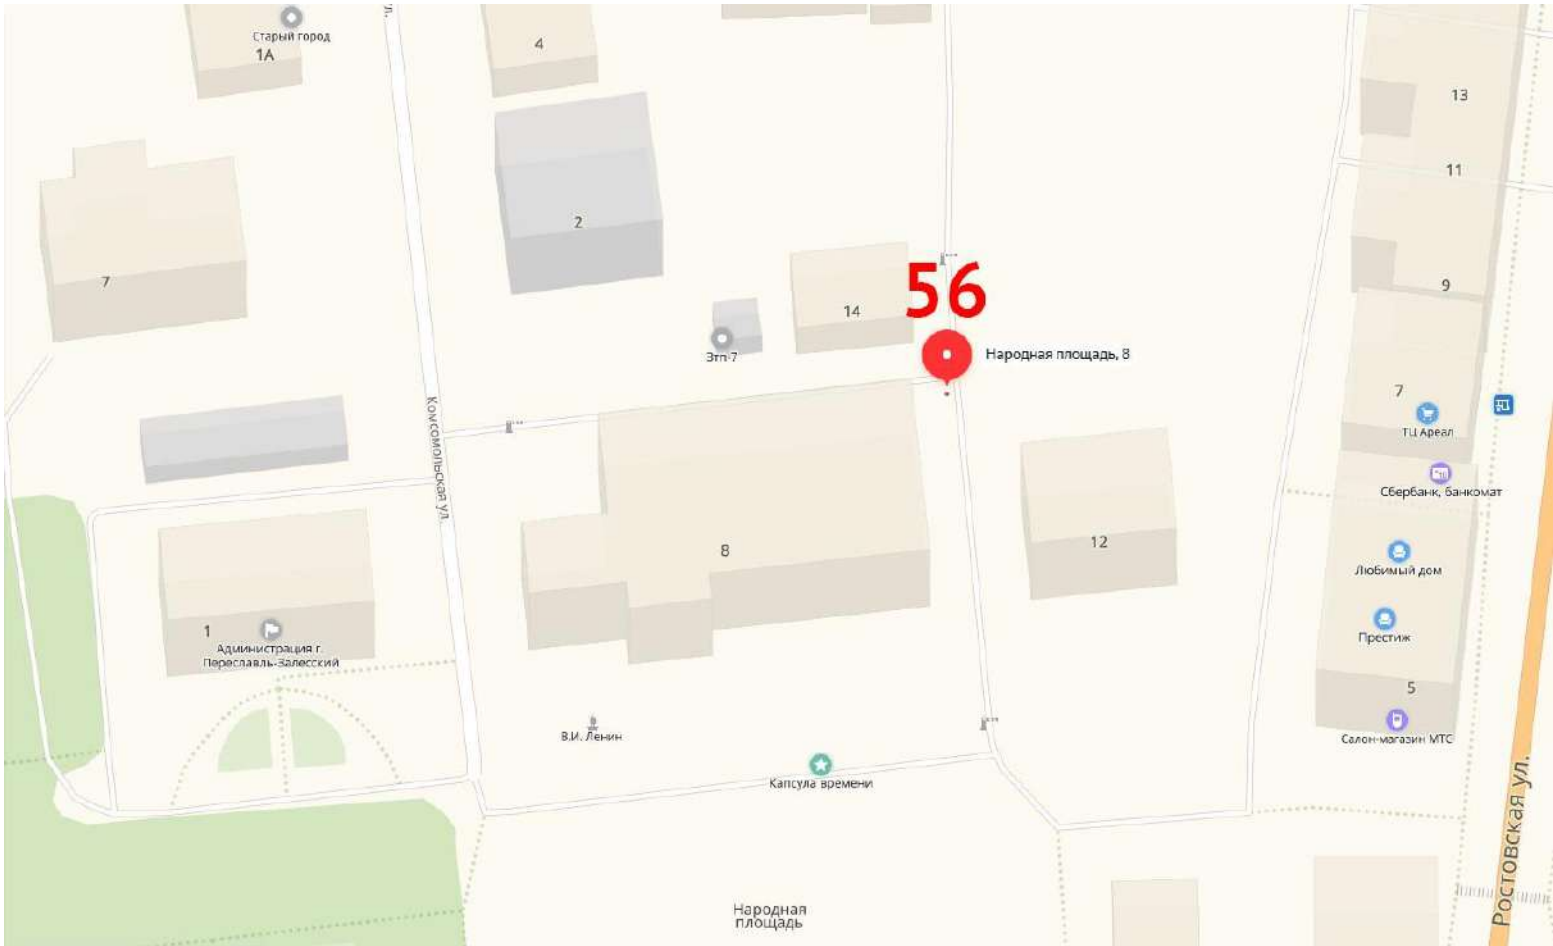 ул.
Старый город
1А
4
13
11
2
7
9
56
14
Народная площадь, 8
Зтп-7
7
ТЦ Ареал
Комсомольская ул.
Сбербанк, банкомат
8
12
Любимый дом
1
Администрация г.
Переславль-Залесский
Престиж
5
В.И. Ленин
Салон-магазин МТС
Капсула времени
Ростовская ул.
Народная
площадь